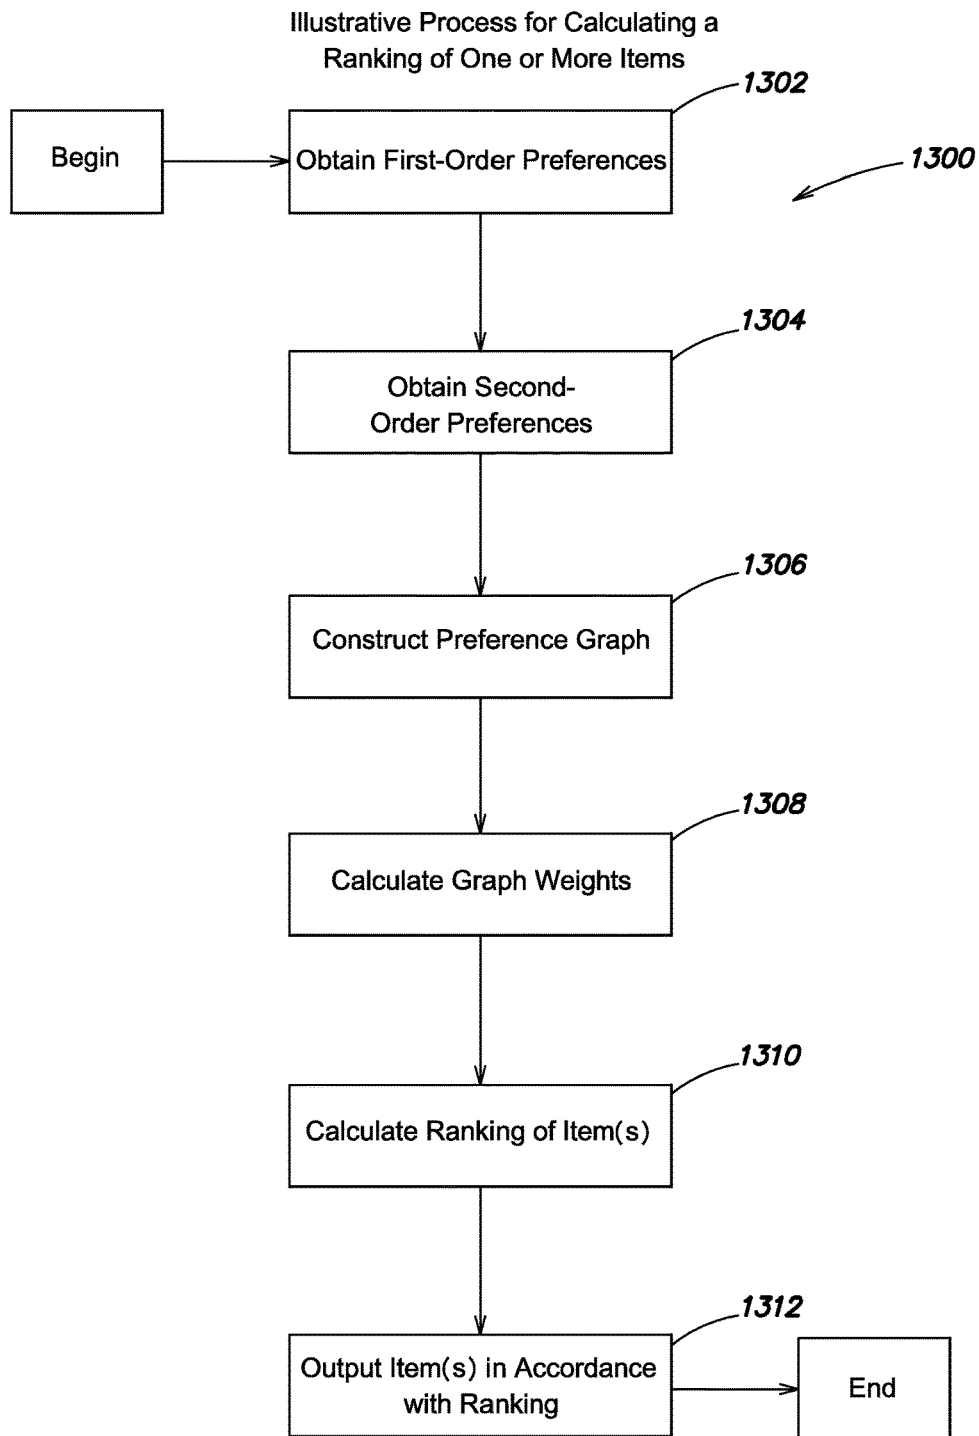 Illustrative Process for Calculating a
Ranking of One or More Items
1302
Begin
Obtain First-Order Preferences
1300
1304
Obtain Second-
Order Preferences
1306
Construct Preference Graph
1308
Calculate Graph Weights
1310
Calculate Ranking of Item(s)
1312
Output Item(s) in Accordance
with Ranking
End